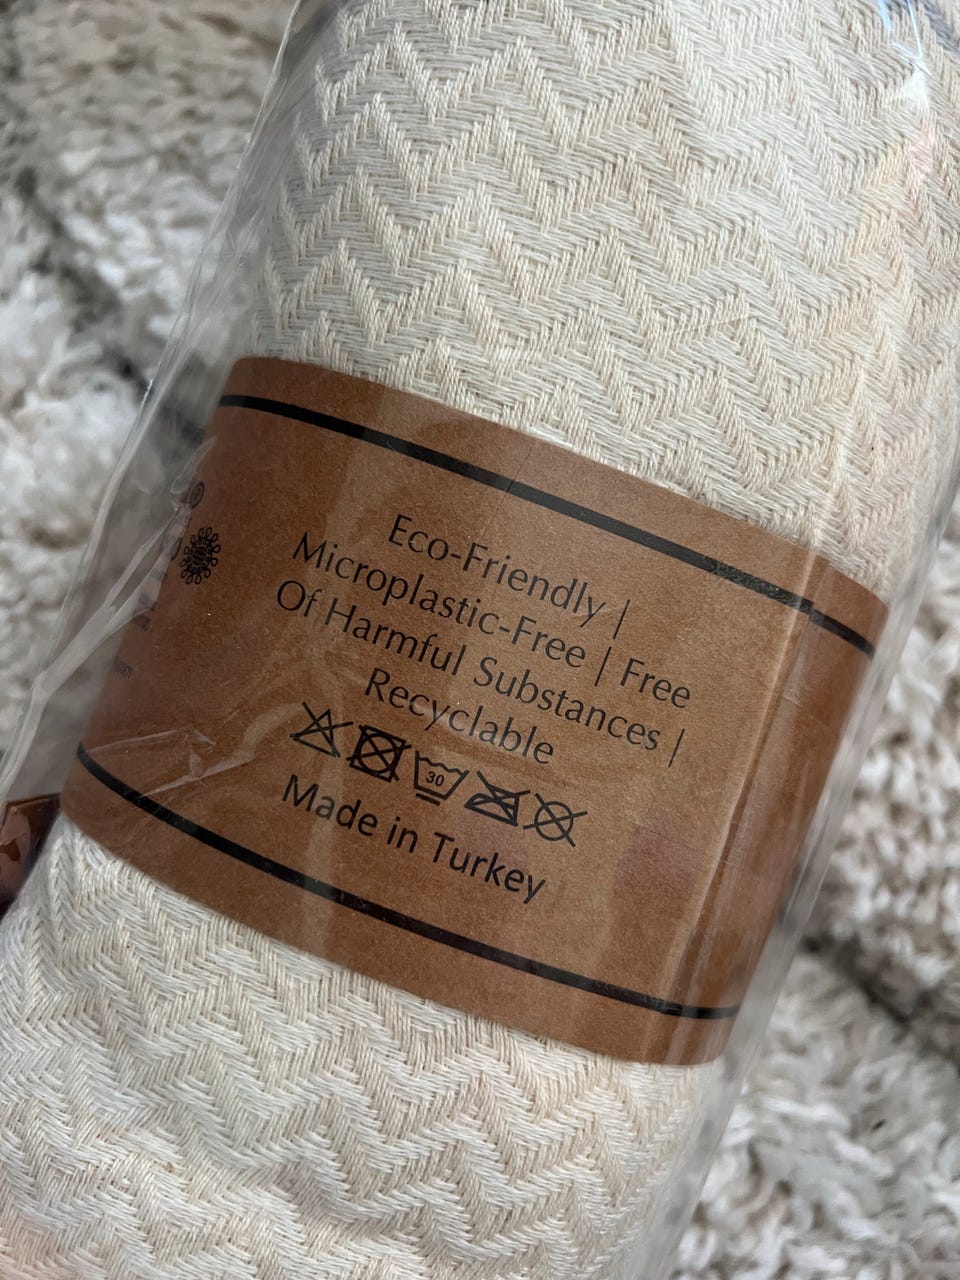 Eco-Friendly |
Microplastic-Free | Free
Of Harmful Substances |
Recyclable
30
Made in Turkey